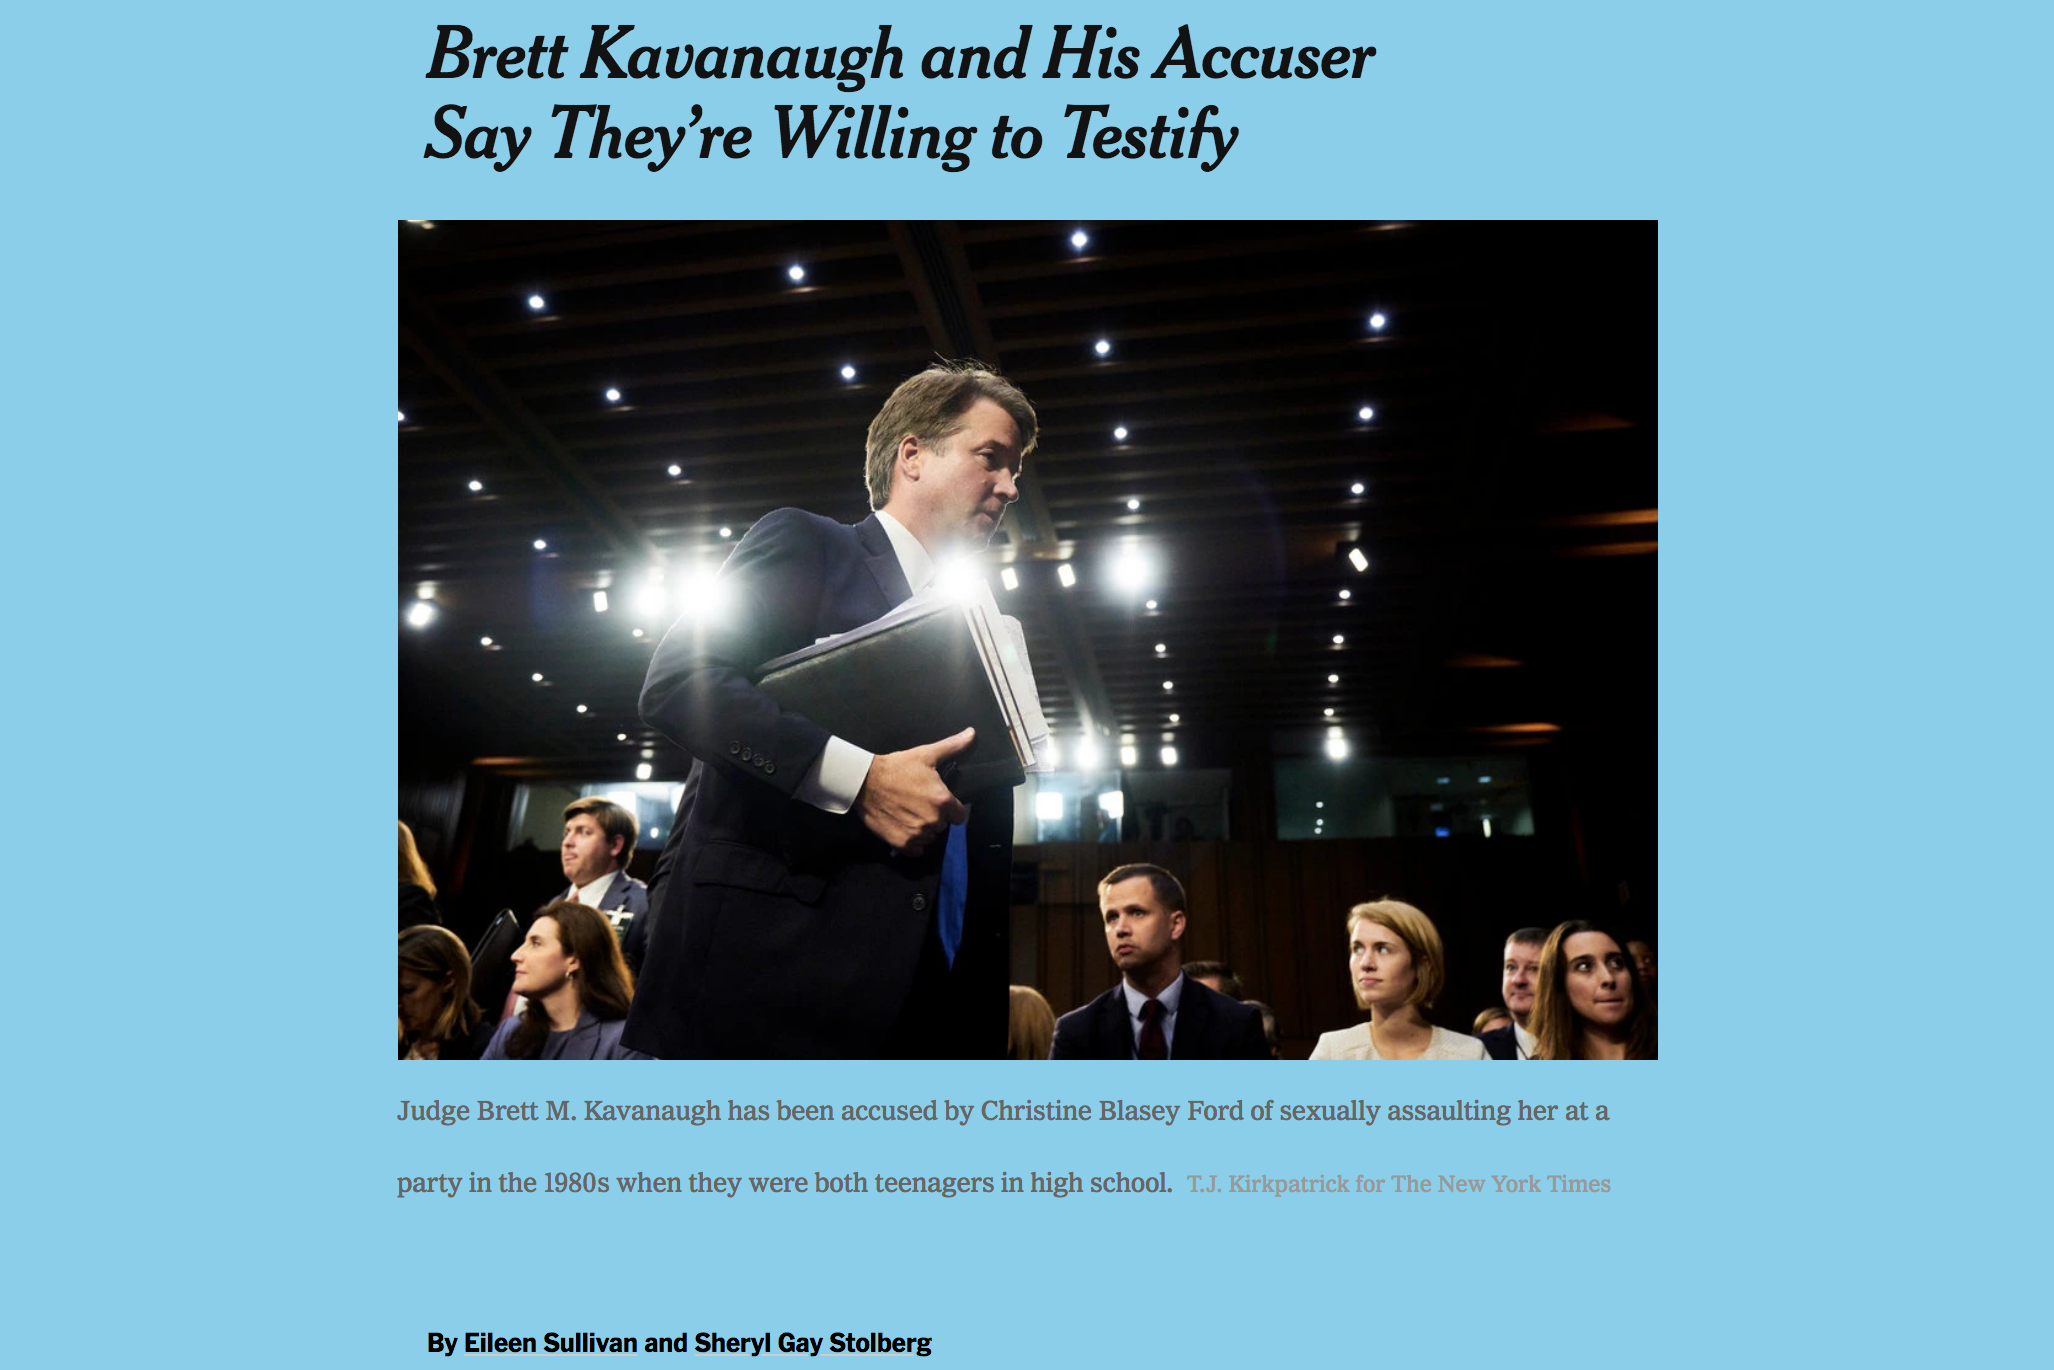 Brett Kavanaugh and His Accuser
Say They’re Willing to Testify
Judge Brett M. Kavanaugh has been accused by Christine Blasey Ford of sexually assaulting her at a
party in the 1980s when they were both teenagers in high school. T.J. Kirkpatrick for The New York Times
By Eileen Sullivan and Sheryl Gay Stolberg